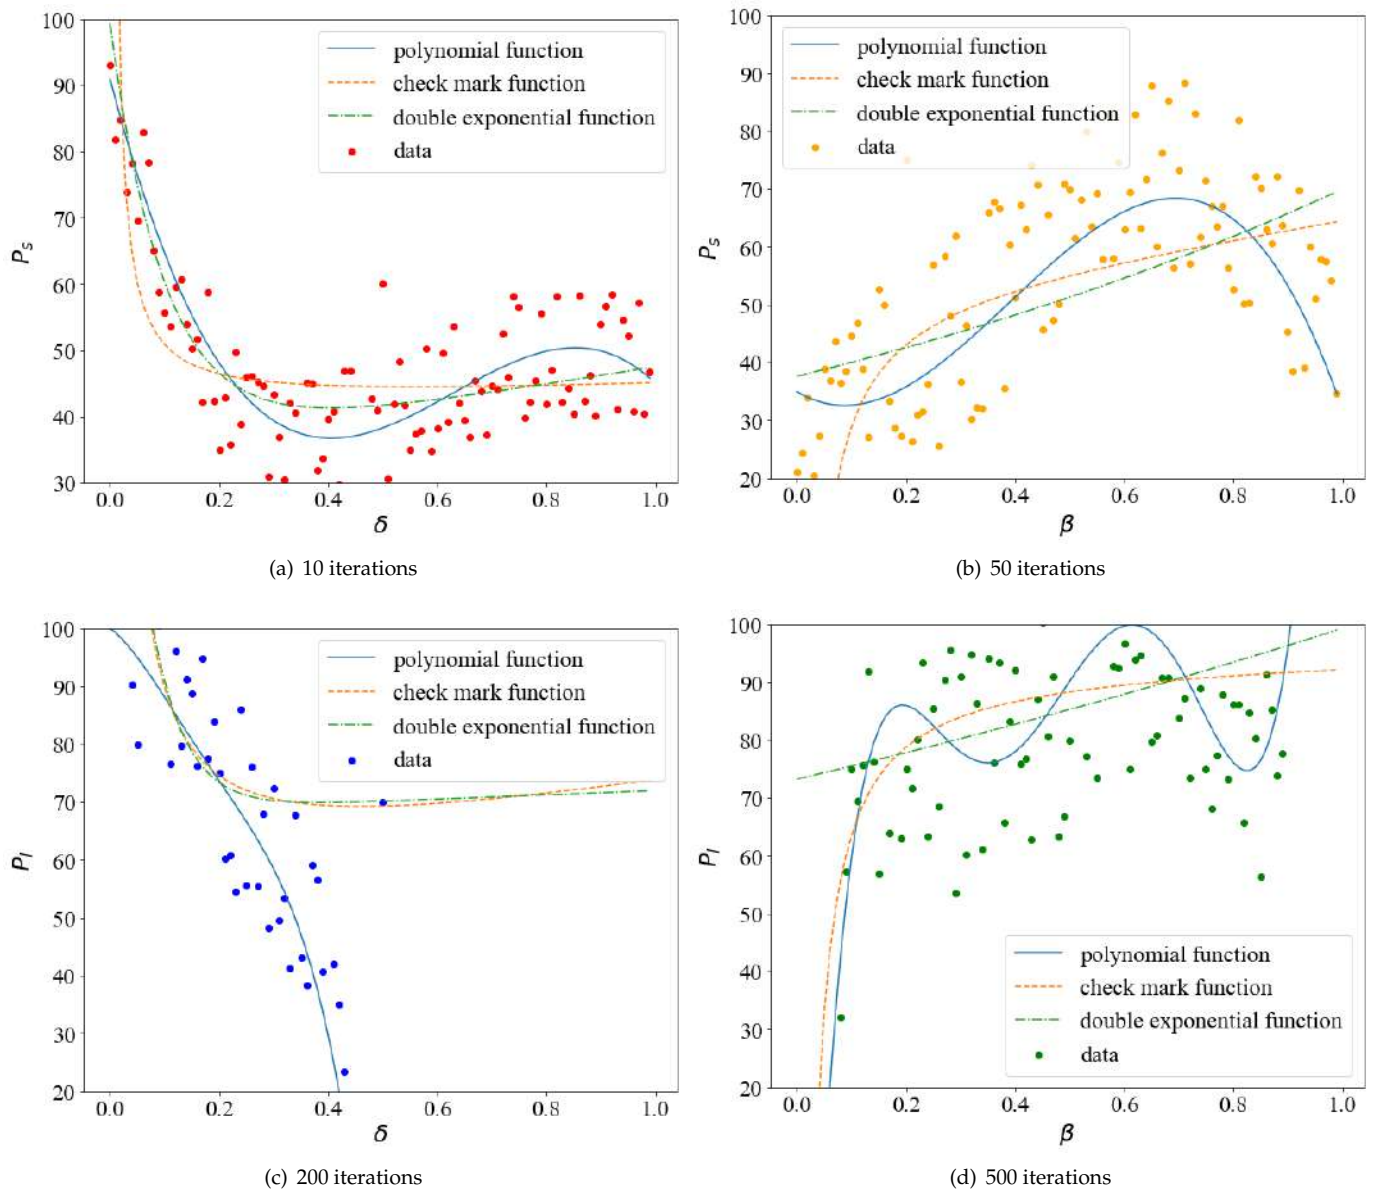 100
90
80
70
60
50
40
30
P_s
polynomial function
check mark function
double exponential function
data
0.0 0.2 0.4 0.6 0.8 1.0
δ
(a) 10 iterations
100
90
80
70
60
50
40
30
20
P_s
polynomial function
check mark function
double exponential function
data
0.0 0.2 0.4 0.6 0.8 1.0
β
(b) 50 iterations
100
90
80
70
60
50
40
30
20
P_l
polynomial function
check mark function
double exponential function
data
0.0 0.2 0.4 0.6 0.8 1.0
δ
(c) 200 iterations
100
90
80
70
60
50
40
30
20
P_l
polynomial function
check mark function
double exponential function
data
0.0 0.2 0.4 0.6 0.8 1.0
β
(d) 500 iterations